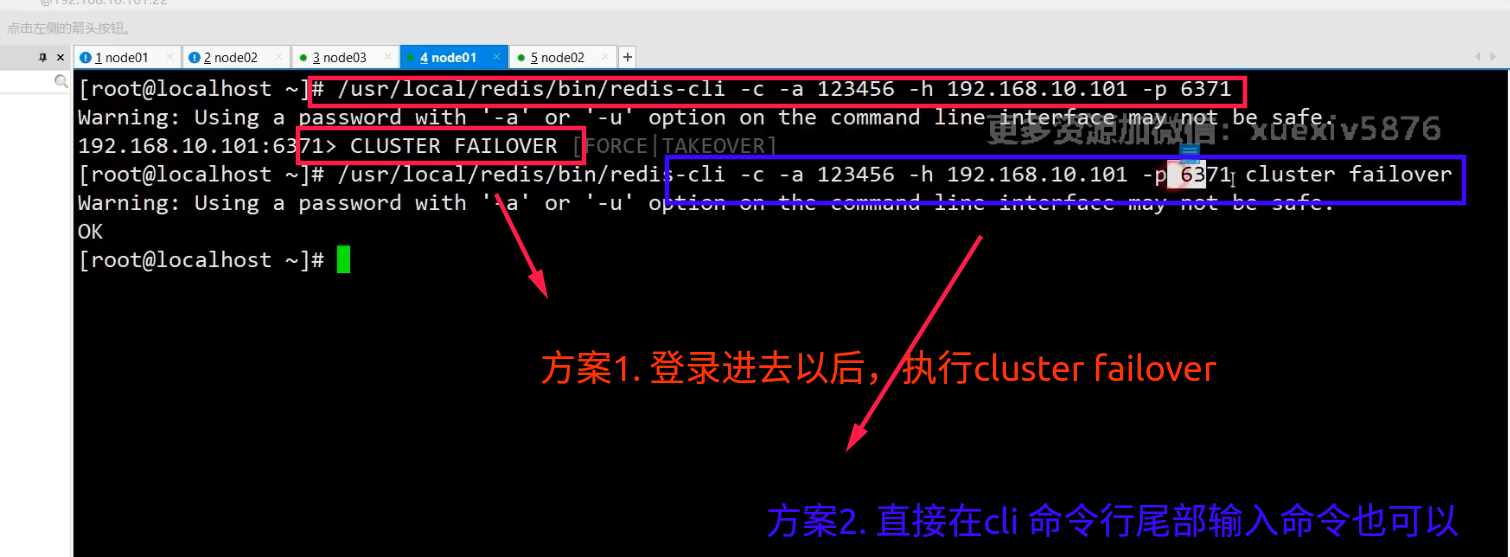 @192.168.10.101:22
点击左侧的箭头按钮。
1 node01 2 node02 3 node03 4 node01 5 node02
[root@localhost ~]# /usr/local/redis/bin/redis-cli -c -a 123456 -h 192.168.10.101 -p 6371
Warning: Using a password with '-a' or '-u' option on the command line interface may not be safe.
更多资源加微信：xuexiv5876
192.168.10.101:6371> CLUSTER FAILOVER [FORCE|TAKEOVER]
[root@localhost ~]# /usr/local/redis/bin/redis-cli -c -a 123456 -h 192.168.10.101 -p 6371 cluster failover
Warning: Using a password with '-a' or '-u' option on the command line interface may not be safe.
OK
[root@localhost ~]#
方案1. 登录进去以后，执行cluster failover
方案2. 直接在cli 命令行尾部输入命令也可以